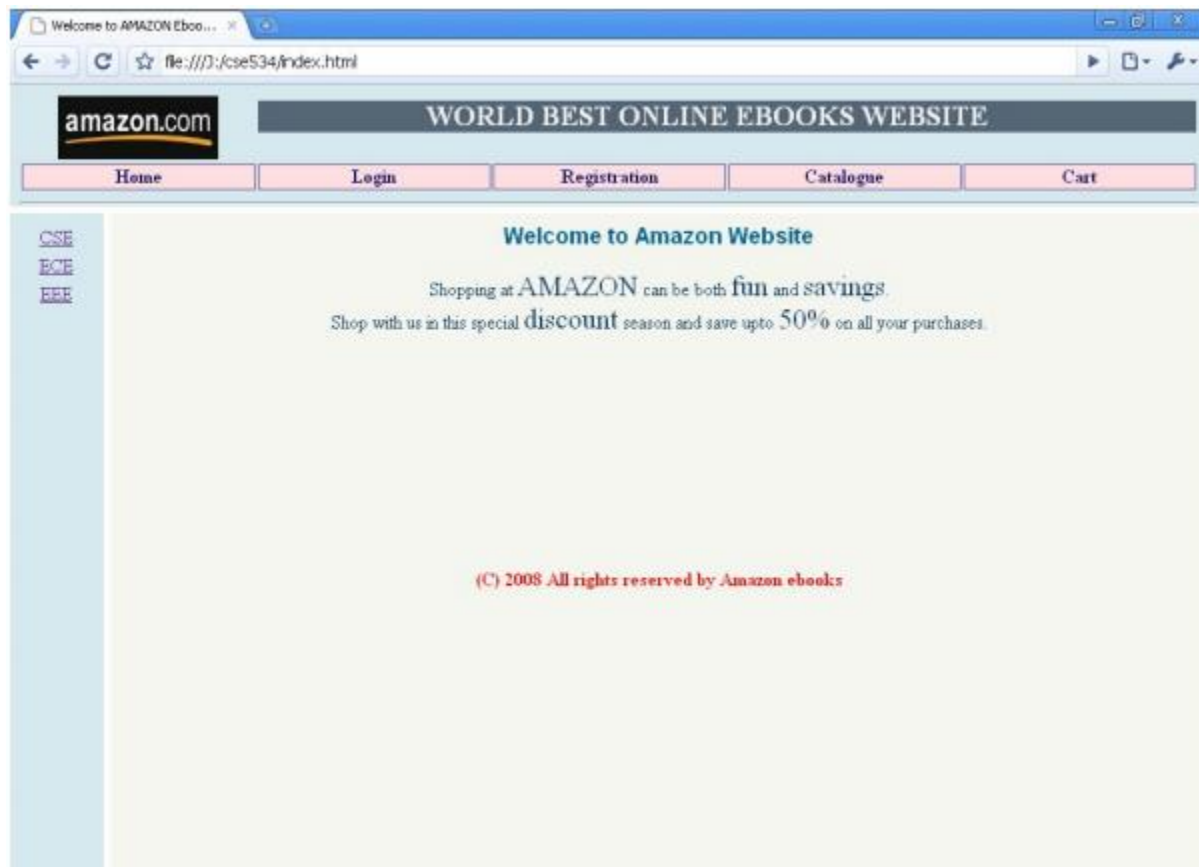 Welcome to AMAZON Eboo...
file:///J:/cse534/index.html
amazon.com
WORLD BEST ONLINE EBOOKS WEBSITE
Home Login Registration Catalogue Cart
CSE
ECE
EEE
Welcome to Amazon Website
Shopping at AMAZON can be both fun and savings.
Shop with us in this special discount season and save upto 50% on all your purchases.
(C) 2008 All rights reserved by Amazon ebooks